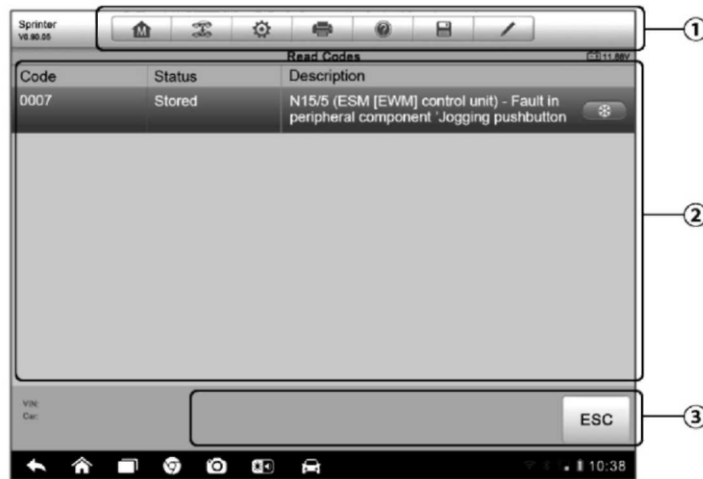 Sprinter
V0.90.05
Read Codes
11.88V
Code Status Description
0007 Stored N15/5 (ESM [EWM] control unit) - Fault in
peripheral component 'Jogging pushbutton
VIN:
Car:
ESC
10:38
1
2
3